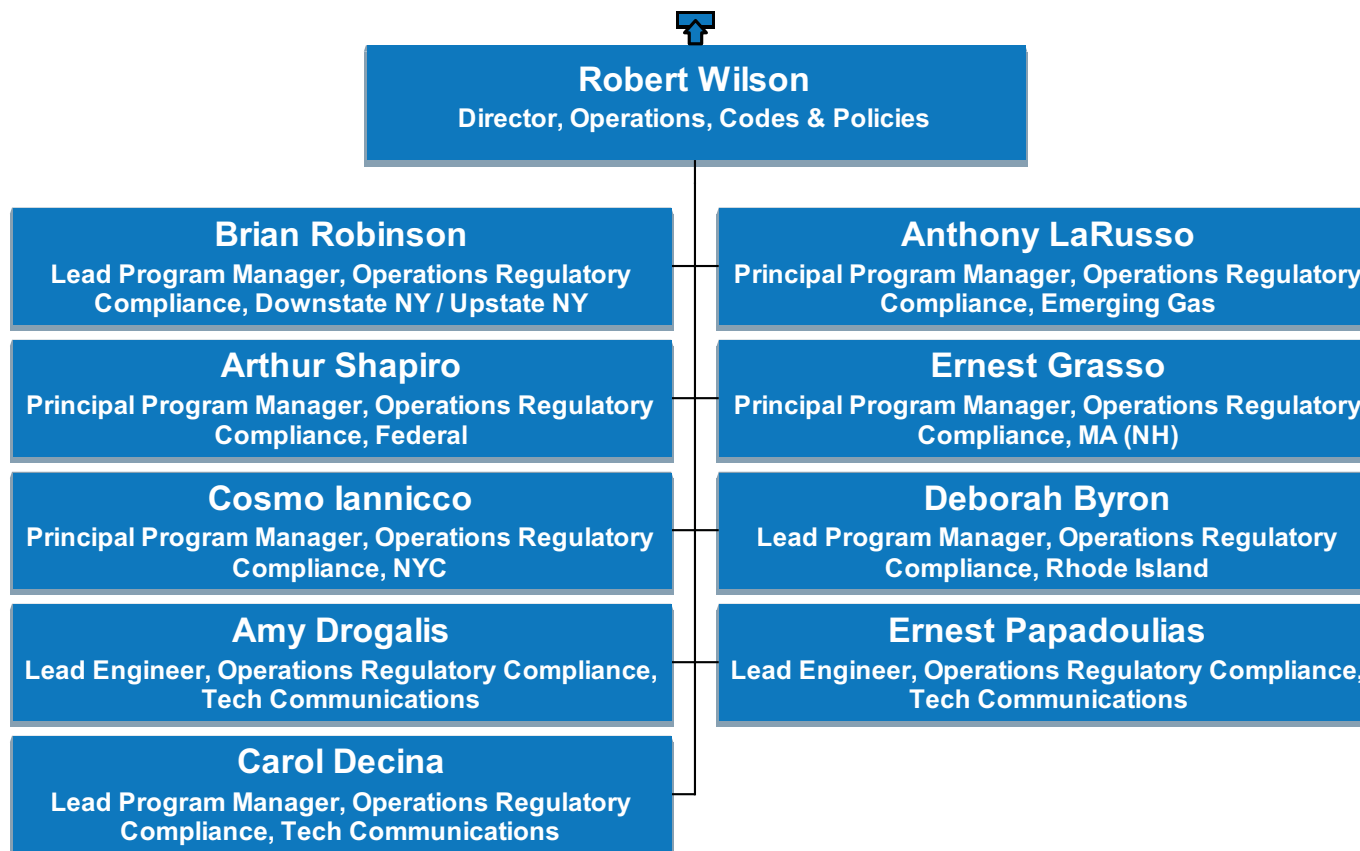 Robert Wilson
Director, Operations, Codes & Policies
Brian Robinson
Lead Program Manager, Operations Regulatory
Compliance, Downstate NY / Upstate NY
Anthony LaRusso
Principal Program Manager, Operations Regulatory
Compliance, Emerging Gas
Arthur Shapiro
Principal Program Manager, Operations Regulatory
Compliance, Federal
Ernest Grasso
Principal Program Manager, Operations Regulatory
Compliance, MA (NH)
Cosmo Iannicco
Principal Program Manager, Operations Regulatory
Compliance, NYC
Deborah Byron
Lead Program Manager, Operations Regulatory
Compliance, Rhode Island
Amy Drogalis
Lead Engineer, Operations Regulatory Compliance,
Tech Communications
Ernest Papadoulias
Lead Engineer, Operations Regulatory Compliance,
Tech Communications
Carol Decina
Lead Program Manager, Operations Regulatory
Compliance, Tech Communications